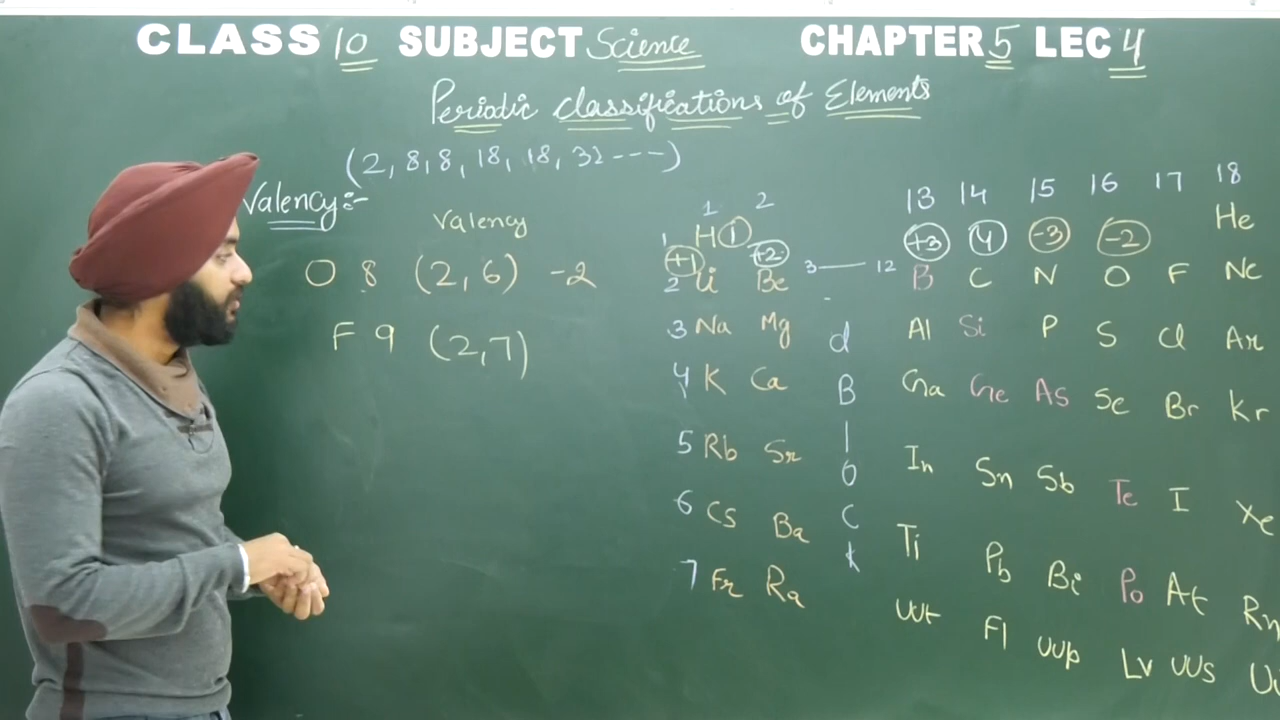 CLASS 10 SUBJECT Science CHAPTER 5 LEC 4
Periodic classifications of Elements
(2, 8, 8, 18, 18, 32 ----)
Valency:-
Valency
O 8 (2, 6) -2
F 9 (2,7)
1 2 13 14 15 16 17 18
1 H 1 +3 4 -3 -2 He
+1 +2
2 Li Be 3 — 12 B C N O F Ne
3 Na Mg d Al Si P S Cl Ar
4 K Ca B Ga Ge As Se Br Kr
5 Rb Sr l o In Sn Sb Te I Xe
6 Cs Ba c k Ti Pb Bi Po At Rn
7 Fr Ra Uut Fl Uup Lv Uus